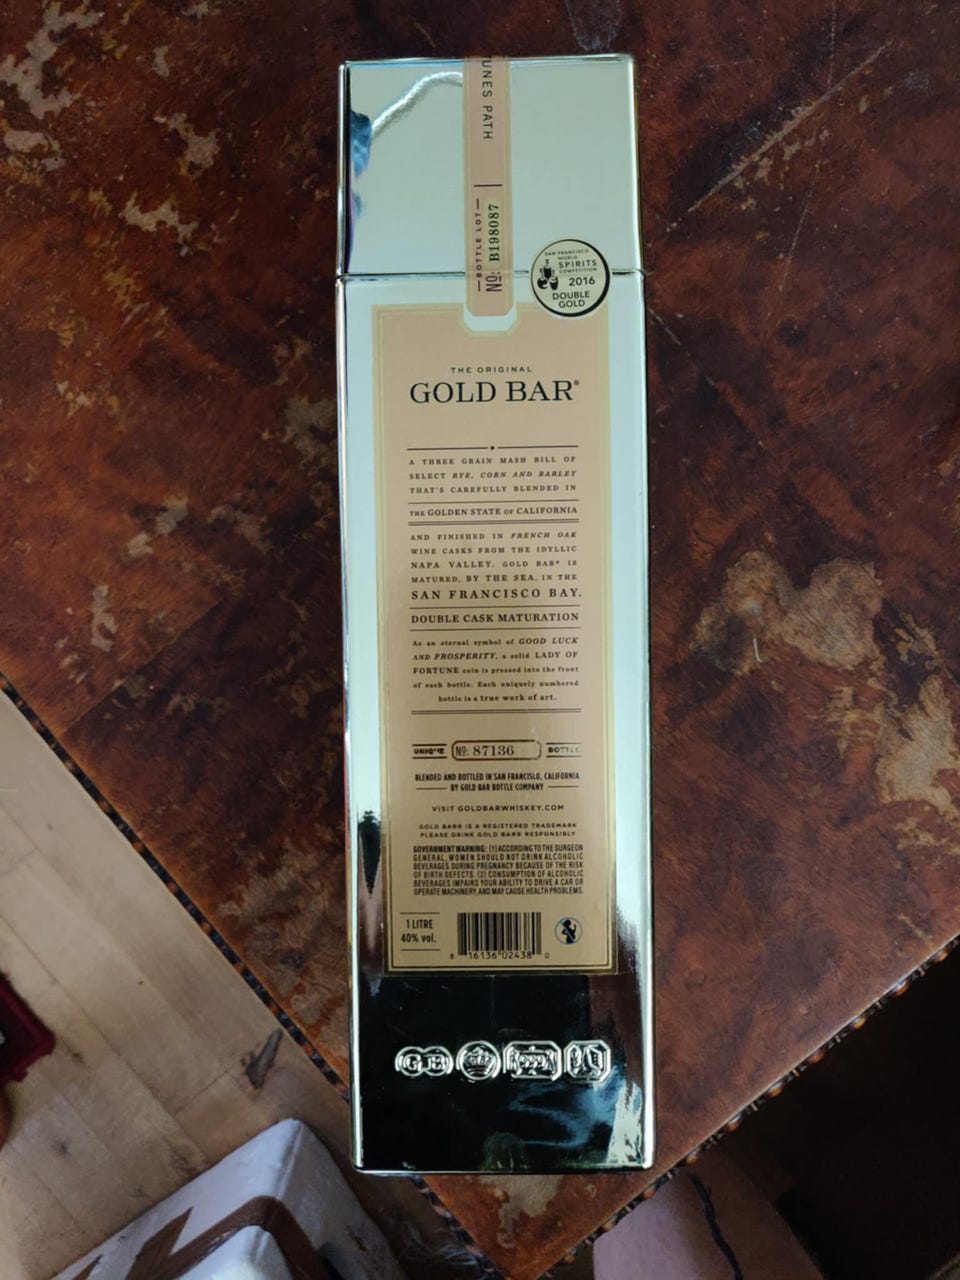 UNES PATH
BOTTLE LOT
Nº: B198087
SAN FRANCISCO
WORLD
SPIRITS
COMPETITION
2016
DOUBLE
GOLD
THE ORIGINAL
GOLD BAR®
A THREE GRAIN MASH BILL OF
SELECT RYE, CORN AND BARLEY
THAT'S CAREFULLY BLENDED IN
THE GOLDEN STATE OF CALIFORNIA
AND FINISHED IN FRENCH OAK
WINE CASKS FROM THE IDYLLIC
NAPA VALLEY. GOLD BAR® IS
MATURED, BY THE SEA, IN THE
SAN FRANCISCO BAY.
DOUBLE CASK MATURATION
As an eternal symbol of GOOD LUCK
AND PROSPERITY, a solid LADY OF
FORTUNE coin is pressed into the front
of each bottle. Each uniquely numbered
bottle is a true work of art.
UNIQUE Nº: 87136 BOTTLE
BLENDED AND BOTTLED IN SAN FRANCISLO, CALIFORNIA
BY GOLD BAR BOTTLE COMPANY
VISIT GOLDBARWHISKEY.COM
GOLD BAR® IS A REGISTERED TRADEMARK
PLEASE DRINK GOLD BAR® RESPONSIBLY
GOVERNMENT WARNING: (1) ACCORDING TO THE SURGEON
GENERAL, WOMEN SHOULD NOT DRINK ALCOHOLIC
BEVERAGES DURING PREGNANCY BECAUSE OF THE RISK
OF BIRTH DEFECTS. (2) CONSUMPTION OF ALCOHOLIC
BEVERAGES IMPAIRS YOUR ABILITY TO DRIVE A CAR OR
OPERATE MACHINERY, AND MAY CAUSE HEALTH PROBLEMS.
1 LITRE
40% vol.
8 16136 02438 0
GB